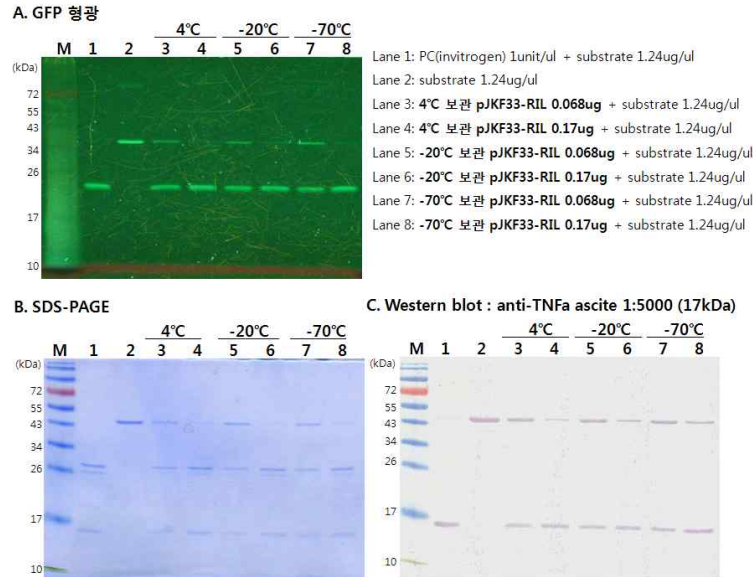 A. GFP 형광
4℃ -20℃ -70℃
M 1 2 3 4 5 6 7 8
(kDa)
72
55
43
34
26
17
10
Lane 1: PC(invitrogen) 1unit/ul + substrate 1.24ug/ul
Lane 2: substrate 1.24ug/ul
Lane 3: 4℃ 보관 pJKF33-RIL 0.068ug + substrate 1.24ug/ul
Lane 4: 4℃ 보관 pJKF33-RIL 0.17ug + substrate 1.24ug/ul
Lane 5: -20℃ 보관 pJKF33-RIL 0.068ug + substrate 1.24ug/ul
Lane 6: -20℃ 보관 pJKF33-RIL 0.17ug + substrate 1.24ug/ul
Lane 7: -70℃ 보관 pJKF33-RIL 0.068ug + substrate 1.24ug/ul
Lane 8: -70℃ 보관 pJKF33-RIL 0.17ug + substrate 1.24ug/ul
B. SDS-PAGE
4℃ -20℃ -70℃
M 1 2 3 4 5 6 7 8
(kDa)
72
55
43
34
26
17
10
C. Western blot : anti-TNFa ascite 1:5000 (17kDa)
4℃ -20℃ -70℃
M 1 2 3 4 5 6 7 8
(kDa)
72
55
43
34
26
17
10